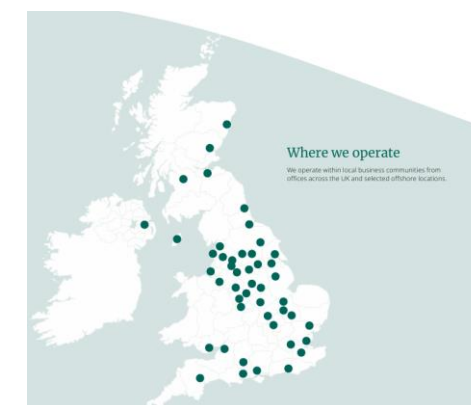 Where we operate
We operate within local business communities from
offices across the UK and selected offshore locations.